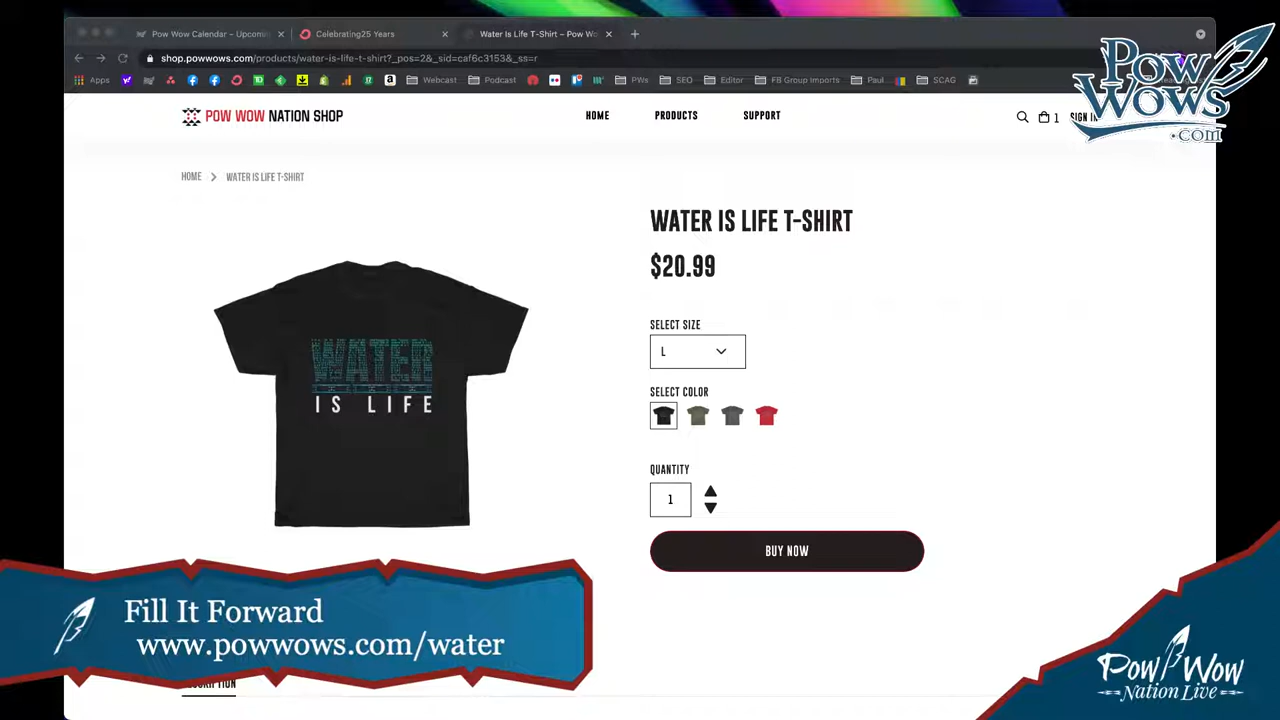 Pow Wow Calendar – Upcomi
Celebrating25 Years
Water Is Life T-Shirt – Pow Wo
shop.powwows.com/products/water-is-life-t-shirt?_pos=2&_sid=caf6c3153&_ss=r
Apps
Webcast
Podcast
PWs
SEO
Editor
FB Group Imports
Paul
SCAG
Pow
Wows
.com
POW WOW NATION SHOP
HOME
PRODUCTS
SUPPORT
1
SIGN IN
HOME > WATER IS LIFE T-SHIRT
WATER IS LIFE T-SHIRT
$20.99
SELECT SIZE
L
SELECT COLOR
QUANTITY
1
BUY NOW
WATER
IS LIFE
Fill It Forward
www.powwows.com/water
Pow Wow
Nation Live